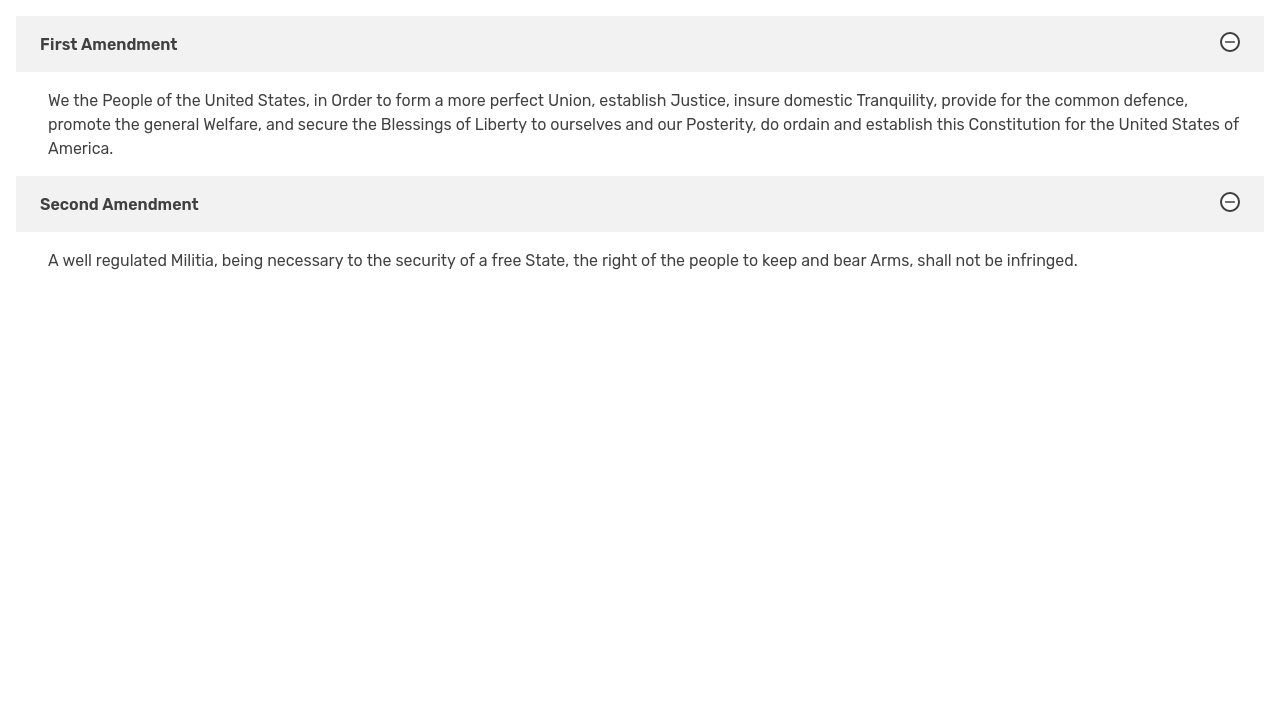 First Amendment
We the People of the United States, in Order to form a more perfect Union, establish Justice, insure domestic Tranquility, provide for the common defence,
promote the general Welfare, and secure the Blessings of Liberty to ourselves and our Posterity, do ordain and establish this Constitution for the United States of
America.
Second Amendment
A well regulated Militia, being necessary to the security of a free State, the right of the people to keep and bear Arms, shall not be infringed.